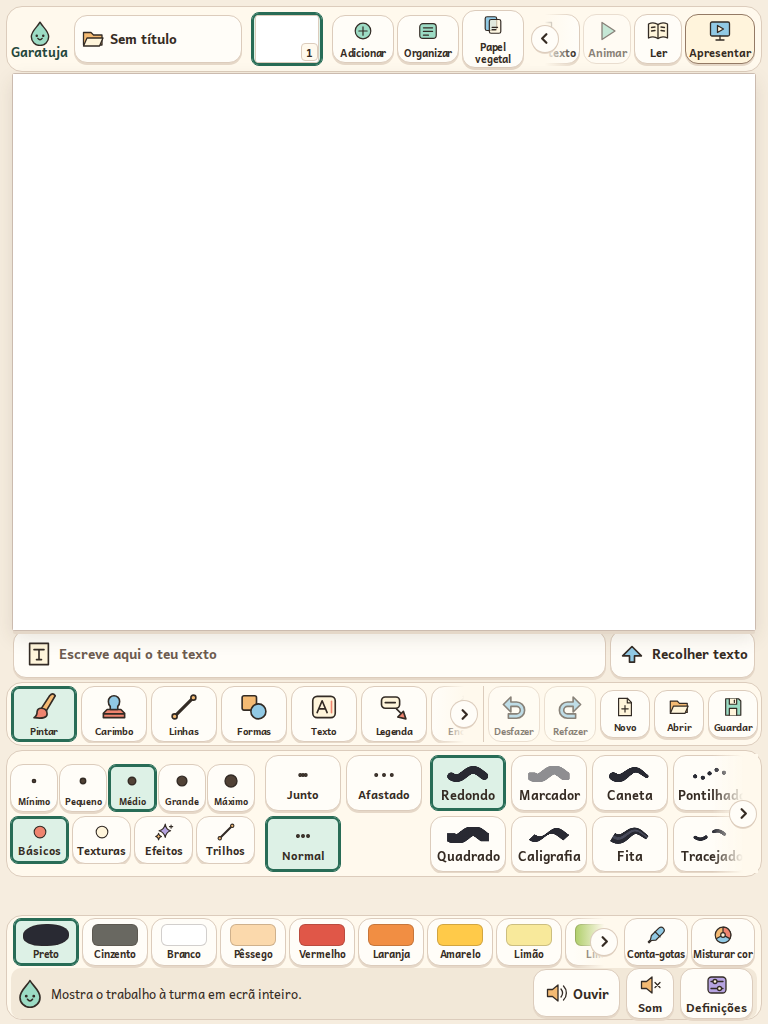 Garatuja
Sem título
1
Adicionar
Organizar
Papel
vegetal
Animar
Ler
Apresentar
Escreve aqui o teu texto
Recolher texto
Pintar
Carimbo
Linhas
Formas
Texto
Legenda
Desfazer
Refazer
Novo
Abrir
Guardar
Mínimo
Pequeno
Médio
Grande
Máximo
Básicos
Texturas
Efeitos
Trilhos
Junto
Afastado
Normal
Redondo
Marcador
Caneta
Quadrado
Caligrafia
Fita
Preto
Cinzento
Branco
Pêssego
Vermelho
Laranja
Amarelo
Limão
Conta-gotas
Misturar cor
Mostra o trabalho à turma em ecrã inteiro.
Ouvir
Som
Definições